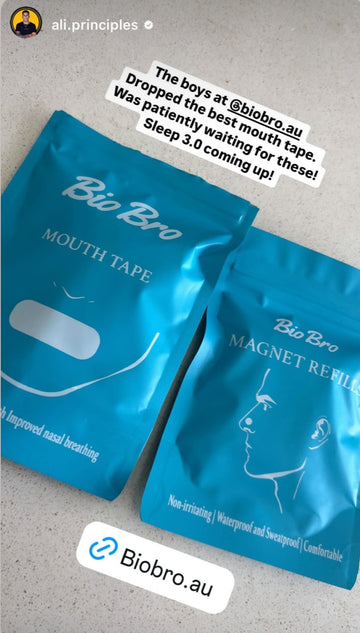 ali.principles
The boys at @biobro.au
Dropped the best mouth tape.
Was patiently waiting for these!
Sleep 3.0 coming up!
Bio Bro
MOUTH TAPE
Improved nasal breathing
Bio Bro
MAGNET REFILLS
Non-irritating | Waterproof and Sweatproof | Comfortable
Biobro.au